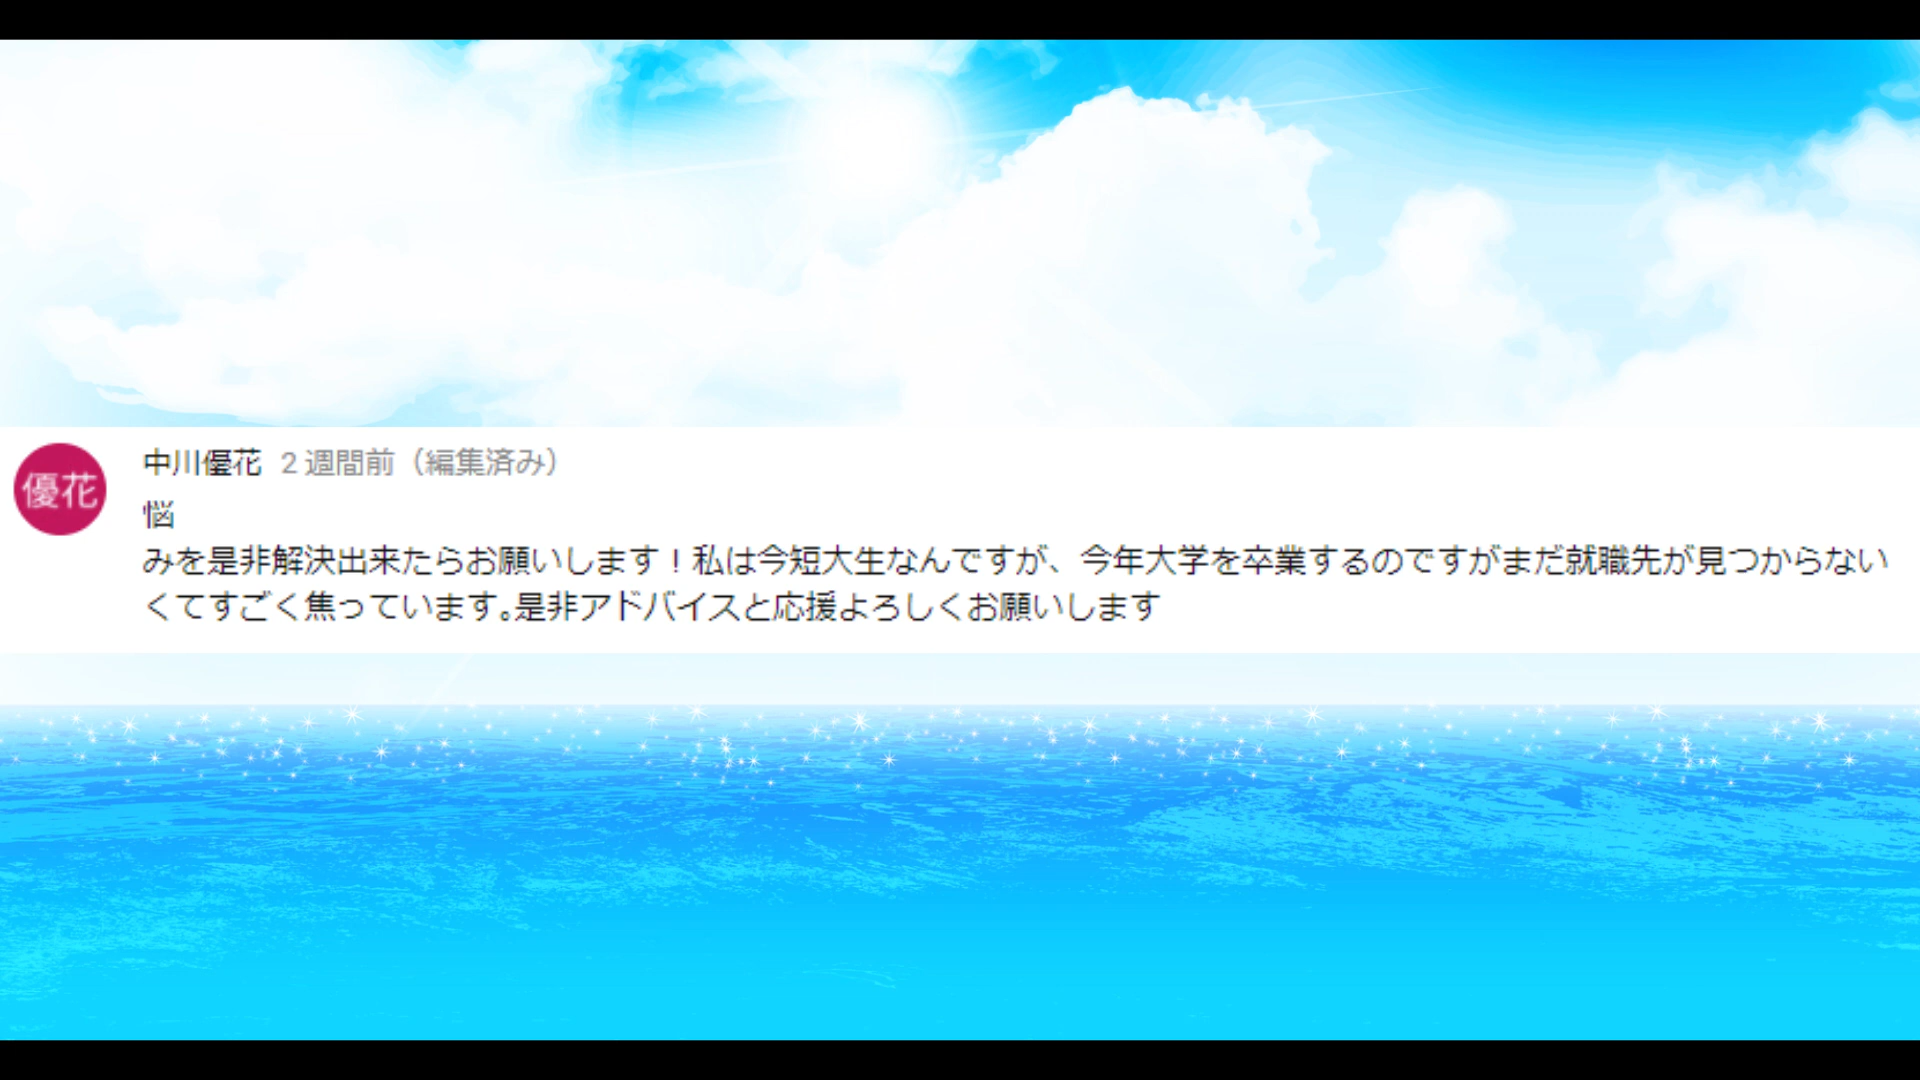 優花
中川優花 2 週間前（編集済み）
悩
みを是非解決出来たらお願いします！私は今短大生なんですが、今年大学を卒業するのですがまだ就職先が見つからない
くてすごく焦っています｡是非アドバイスと応援よろしくお願いします